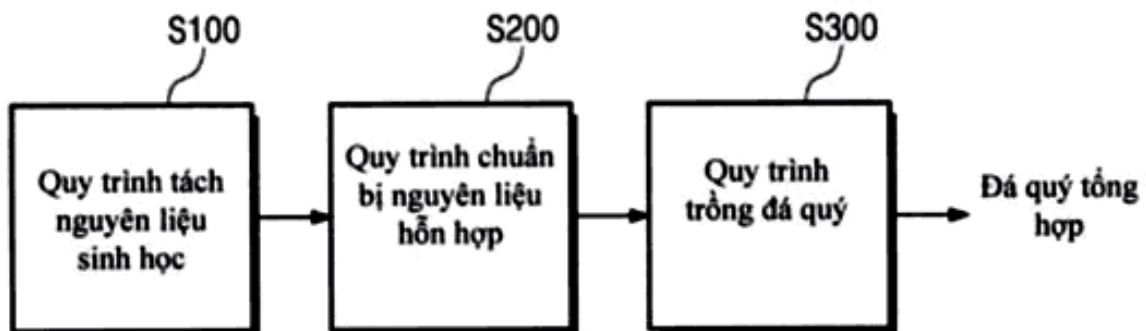 S100
S200
S300
Quy trình tách
nguyên liệu
sinh học
Quy trình chuẩn
bị nguyên liệu
hỗn hợp
Quy trình
trồng đá quý
Đá quý tổng
hợp